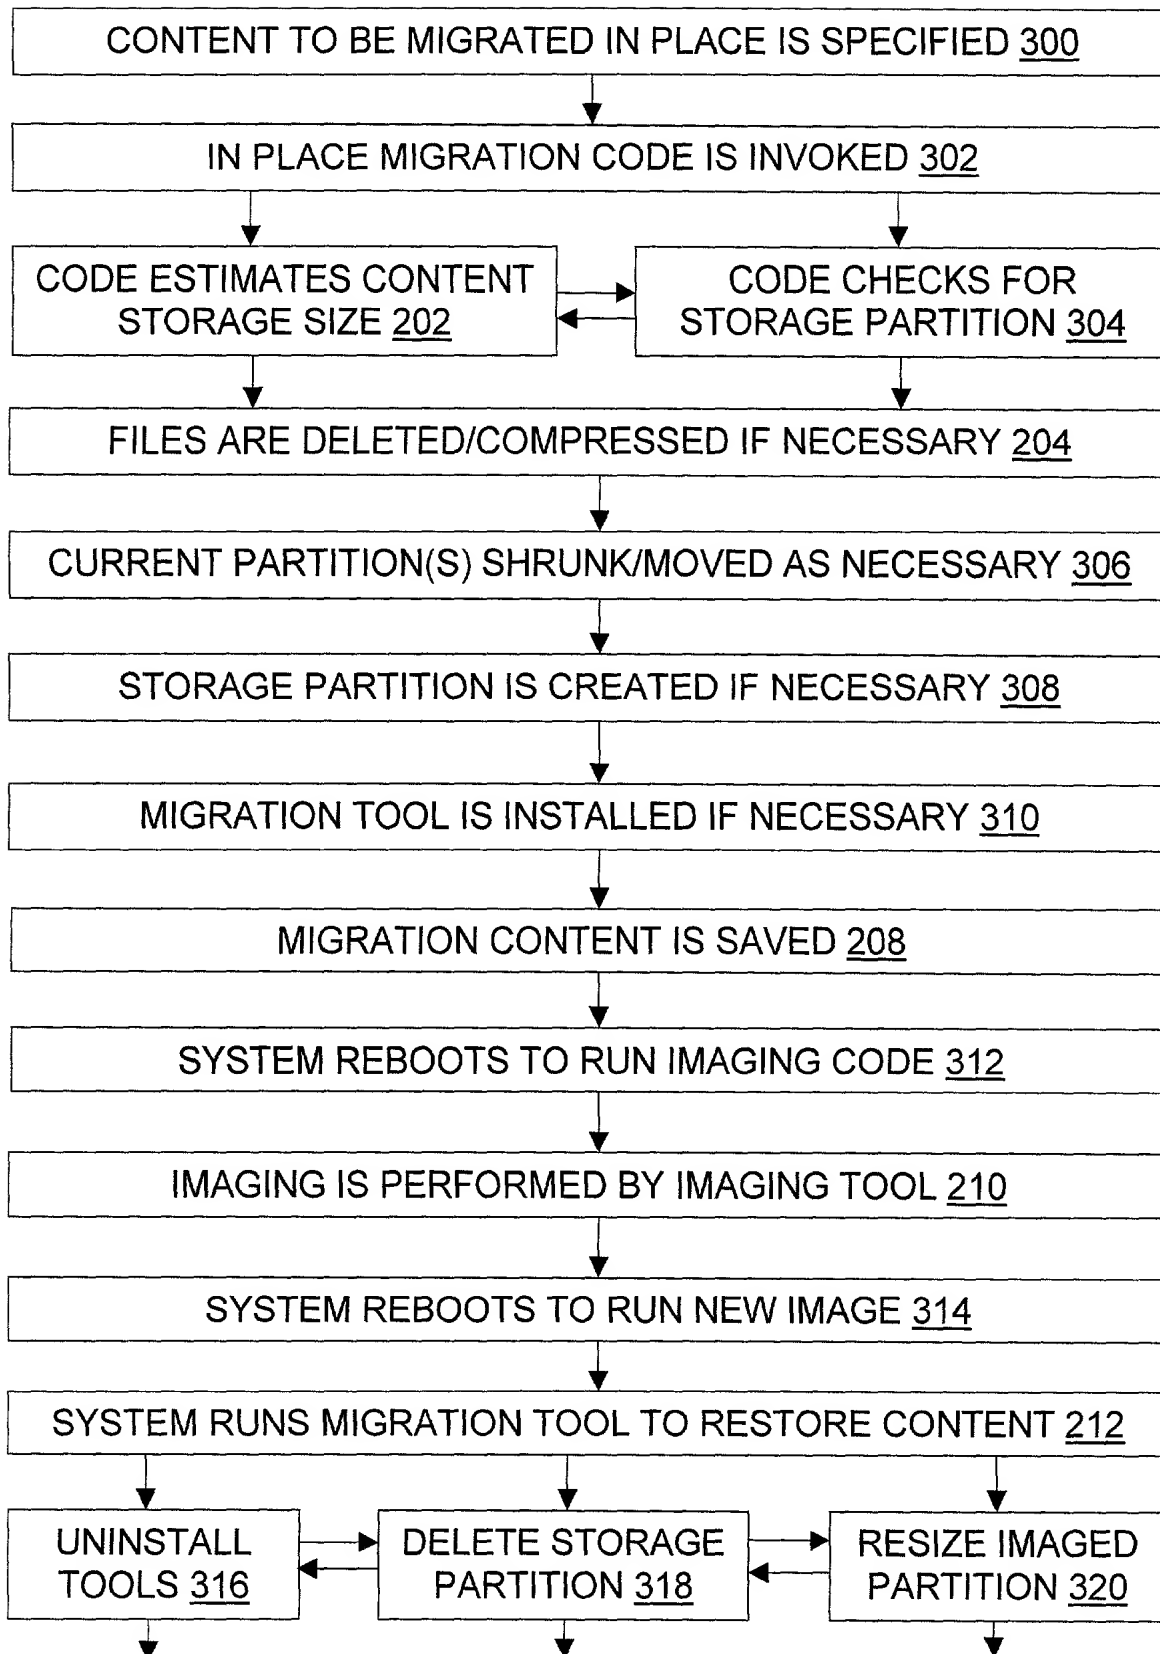 CONTENT TO BE MIGRATED IN PLACE IS SPECIFIED 300
IN PLACE MIGRATION CODE IS INVOKED 302
CODE ESTIMATES CONTENT
STORAGE SIZE 202
CODE CHECKS FOR
STORAGE PARTITION 304
FILES ARE DELETED/COMPRESSED IF NECESSARY 204
CURRENT PARTITION(S) SHRUNK/MOVED AS NECESSARY 306
STORAGE PARTITION IS CREATED IF NECESSARY 308
MIGRATION TOOL IS INSTALLED IF NECESSARY 310
MIGRATION CONTENT IS SAVED 208
SYSTEM REBOOTS TO RUN IMAGING CODE 312
IMAGING IS PERFORMED BY IMAGING TOOL 210
SYSTEM REBOOTS TO RUN NEW IMAGE 314
SYSTEM RUNS MIGRATION TOOL TO RESTORE CONTENT 212
UNINSTALL
TOOLS 316
DELETE STORAGE
PARTITION 318
RESIZE IMAGED
PARTITION 320